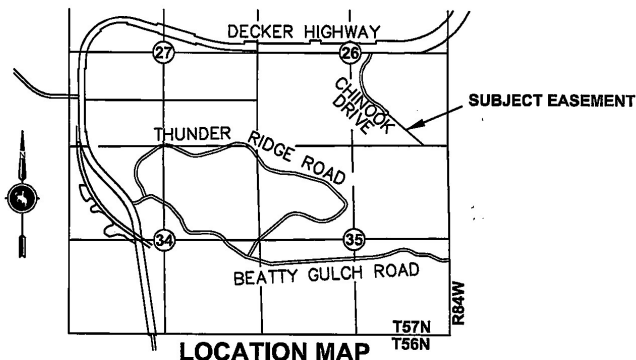 DECKER HIGHWAY
27
26
CHINOOK
DRIVE
SUBJECT EASEMENT
THUNDER RIDGE ROAD
34
35
BEATTY GULCH ROAD
R84W
T57N
T56N
LOCATION MAP